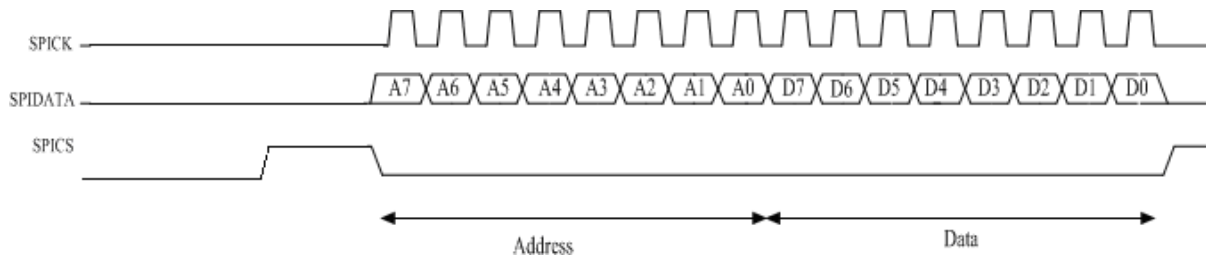 SPICK
SPIDATA A7 A6 A5 A4 A3 A2 A1 A0 D7 D6 D5 D4 D3 D2 D1 D0
SPICS
Address Data